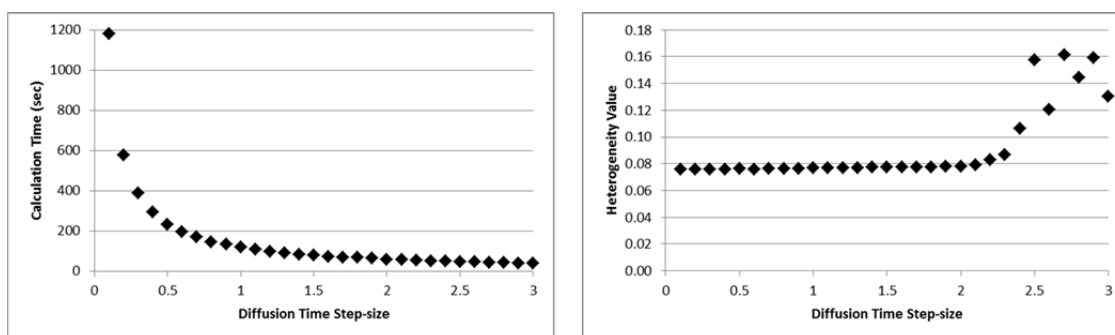 1200
1000
800
600
400
200
0
Calculation Time (sec)
0 0.5 1 1.5 2 2.5 3
Diffusion Time Step-size
0.18
0.16
0.14
0.12
0.10
0.08
0.06
0.04
0.02
0.00
Heterogeneity Value
0 0.5 1 1.5 2 2.5 3
Diffusion Time Step-size